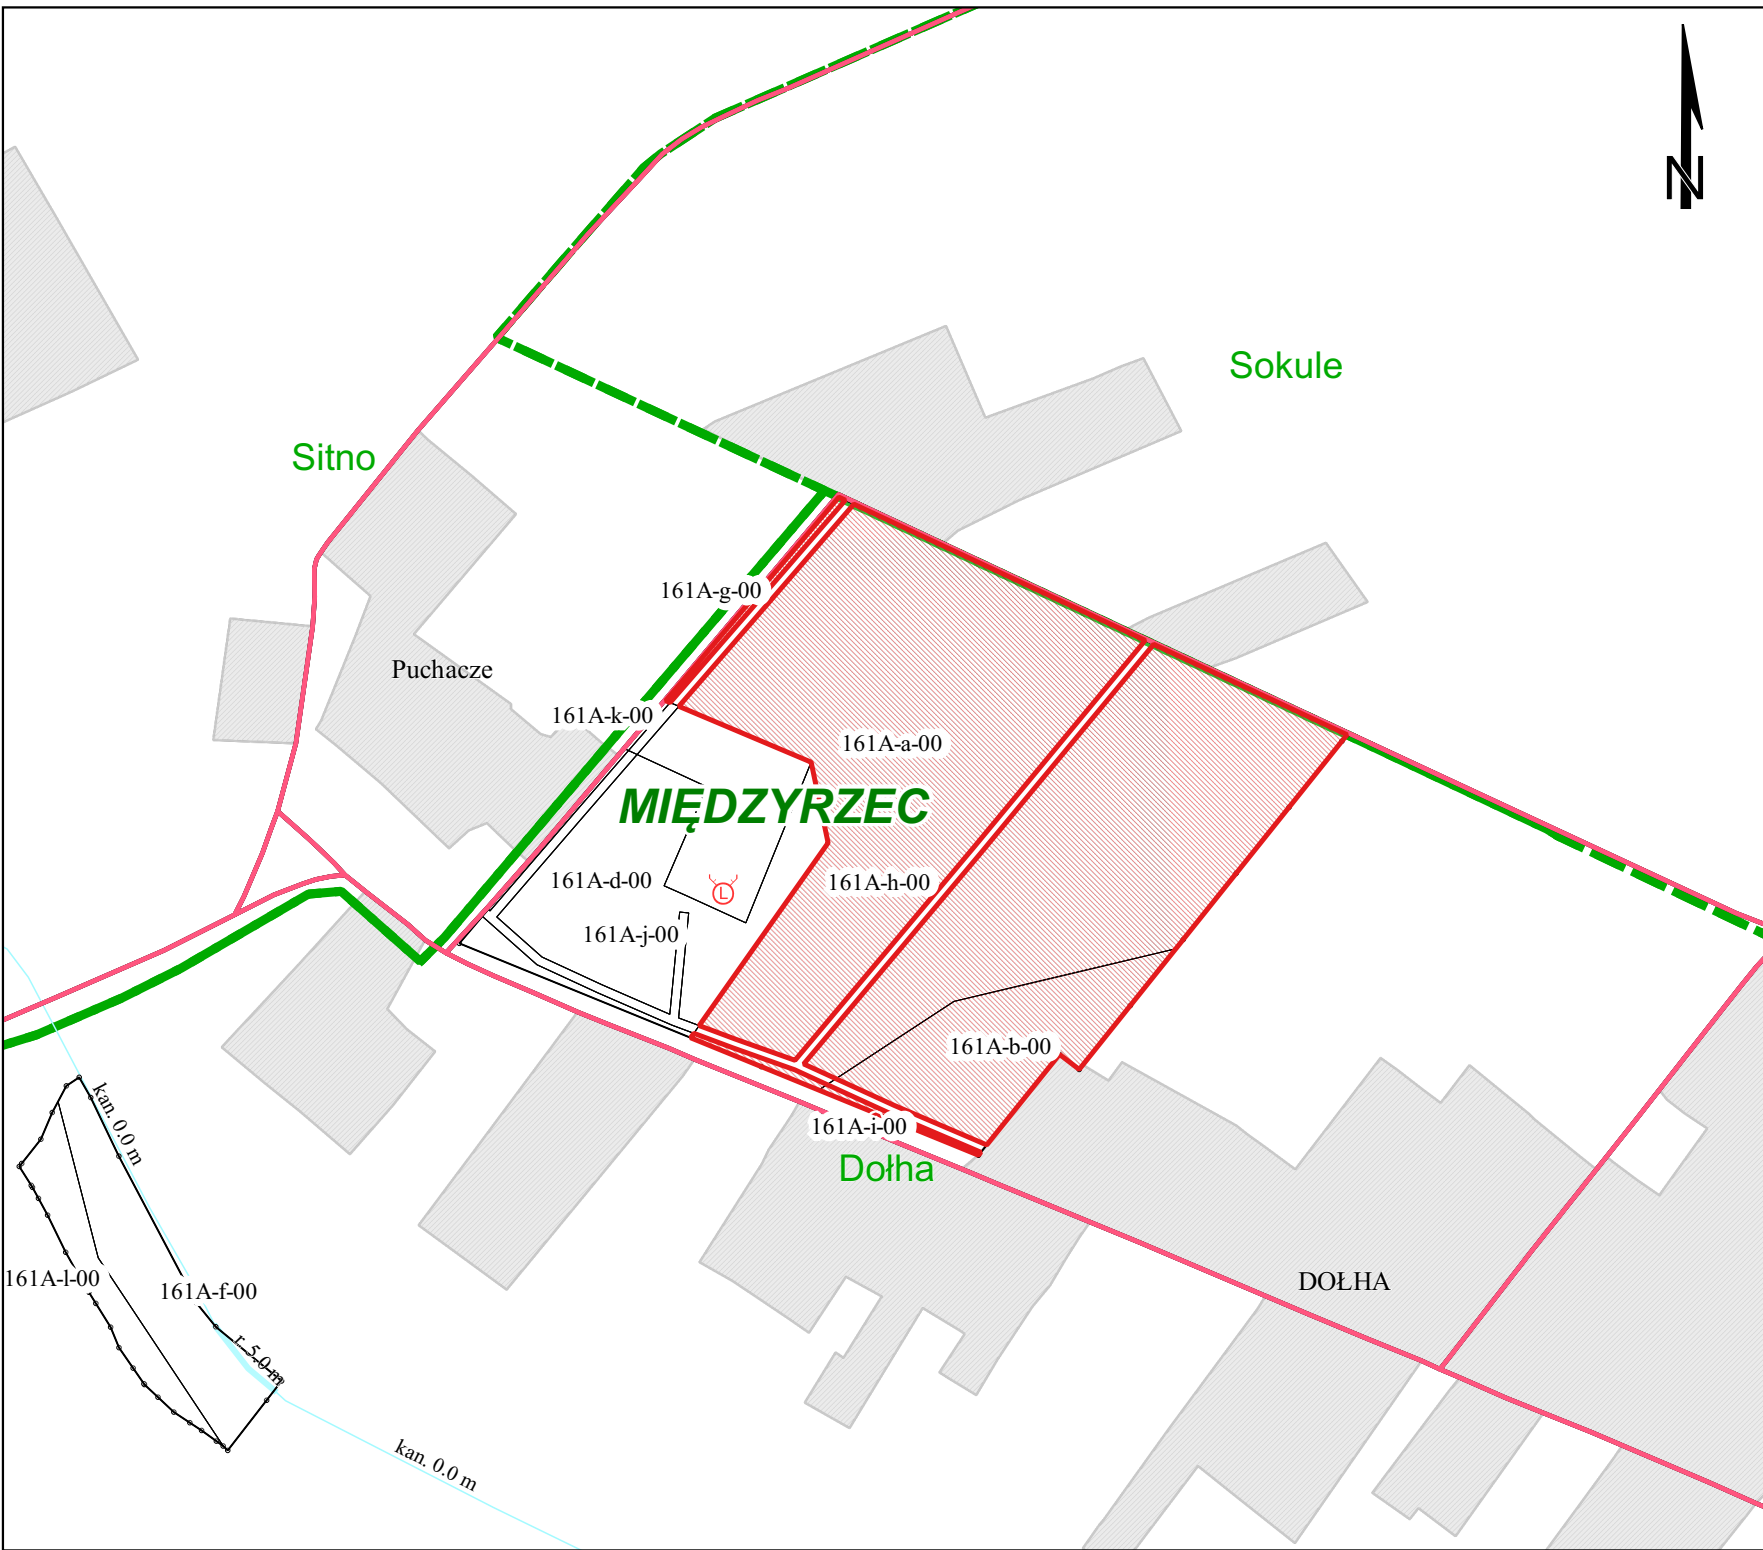 N
Sokule
Sitno
161A-g-00
Puchacze
161A-k-00
161A-a-00
MIĘDZYRZEC
161A-d-00
161A-h-00
L
161A-j-00
161A-b-00
kan. 0.0 m
161A-i-00
Dołha
161A-l-00
161A-f-00
DOŁHA
r. 5.0 m
kan. 0.0 m